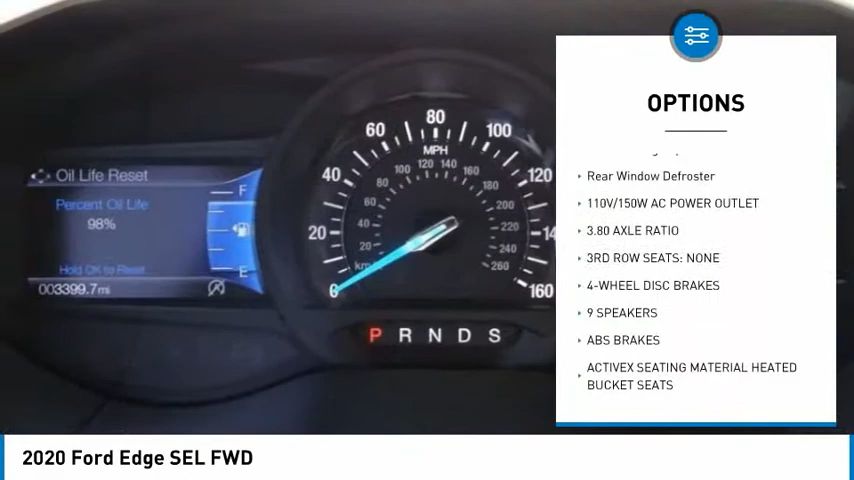 Oil Life Reset
Percent Oil Life
98%
Hold OK to Reset
003399.7 mi
F
E
0
20
40
60
80
100
120
14
160
MPH
km
20
40
60
80
100
120
140
160
180
200
220
240
260
P R N D S
OPTIONS
Rear Window Defroster
110V/150W AC POWER OUTLET
3.80 AXLE RATIO
3RD ROW SEATS: NONE
4-WHEEL DISC BRAKES
9 SPEAKERS
ABS BRAKES
ACTIVEX SEATING MATERIAL HEATED
BUCKET SEATS
2020 Ford Edge SEL FWD